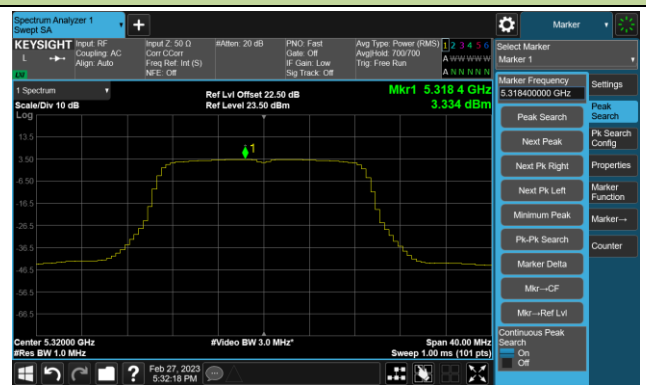 Spectrum Analyzer 1
Swept SA
+
Marker
KEYSIGHT
L
Input: RF
Coupling: AC
Align: Auto
Input Z: 50 Ω
Corr CCorr
Freq Ref: Int (S)
NFE: Off
#Atten: 20 dB
PNO: Fast
Gate: Off
IF Gain: Low
Sig Track: Off
Avg Type: Power (RMS)
Avg|Hold: 700/700
Trig: Free Run
1 2 3 4 5 6
A W W W W W
A N N N N N
Select Marker
Marker 1
1 Spectrum
Scale/Div 10 dB
Log
Ref Lvl Offset 22.50 dB
Ref Level 23.50 dBm
Mkr1 5.318 4 GHz
3.334 dBm
13.5
3.50
-6.50
-16.5
-26.5
-36.5
-46.5
-56.5
-66.5
1
Center 5.32000 GHz
#Res BW 1.0 MHz
#Video BW 3.0 MHz*
Span 40.00 MHz
Sweep 1.00 ms (101 pts)
Marker Frequency
5.318400000 GHz
Peak Search
Next Peak
Next Pk Right
Next Pk Left
Minimum Peak
Pk-Pk Search
Marker Delta
Mkr→CF
Mkr→Ref Lvl
Continuous Peak
Search
On
Off
Settings
Peak
Search
Pk Search
Config
Properties
Marker
Function
Marker→
Counter
?
Feb 27, 2023
5:32:18 PM